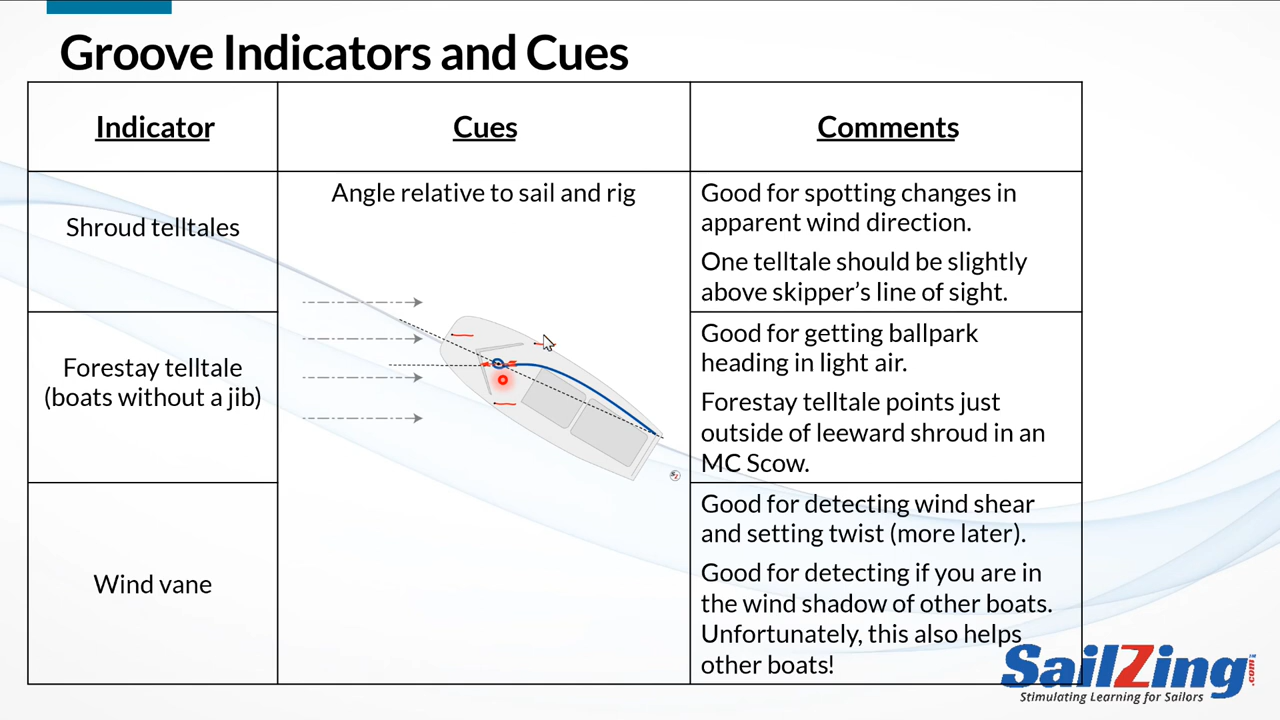 Groove Indicators and Cues
Indicator
Cues
Comments
Shroud telltales
Angle relative to sail and rig
Good for spotting changes in
apparent wind direction.
One telltale should be slightly
above skipper’s line of sight.
Forestay telltale
(boats without a jib)
Good for getting ballpark
heading in light air.
Forestay telltale points just
outside of leeward shroud in an
MC Scow.
Wind vane
Good for detecting wind shear
and setting twist (more later).
Good for detecting if you are in
the wind shadow of other boats.
Unfortunately, this also helps
other boats!
SailZing.com™
Stimulating Learning for Sailors